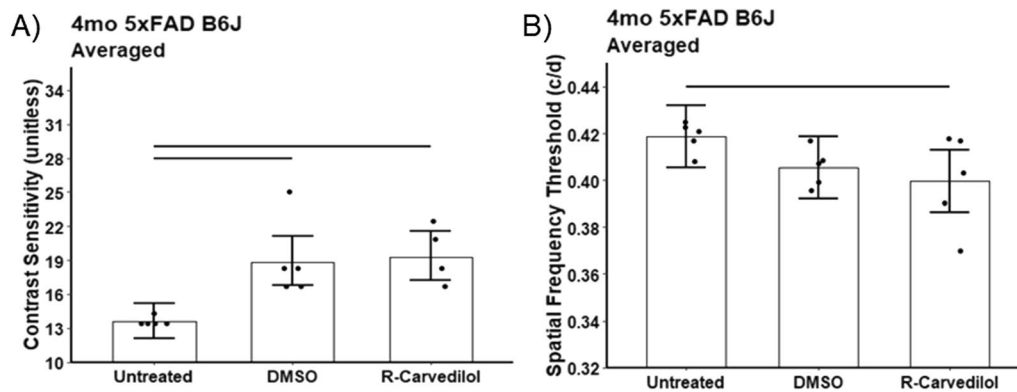 A)
4mo 5xFAD B6J
Averaged
Contrast Sensitivity (unitless)
34
31
28
25
22
19
16
13
10
Untreated DMSO R-Carvedilol
B)
4mo 5xFAD B6J
Averaged
Spatial Frequency Threshold (c/d)
0.44
0.42
0.40
0.38
0.36
0.34
0.32
Untreated DMSO R-Carvedilol